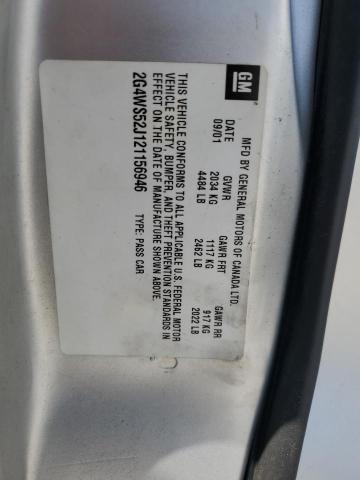 GM
MFD BY GENERAL MOTORS OF CANADA LTD.
DATE GVWR GAWR FRT GAWR RR
09/01 2034 KG 1117 KG 917 KG
4484 LB 2462 LB 2022 LB
THIS VEHICLE CONFORMS TO ALL APPLICABLE U.S. FEDERAL MOTOR
VEHICLE SAFETY, BUMPER, AND THEFT PREVENTION STANDARDS IN
EFFECT ON THE DATE OF MANUFACTURE SHOWN ABOVE.
2G4WS52J121156946 TYPE: PASS CAR